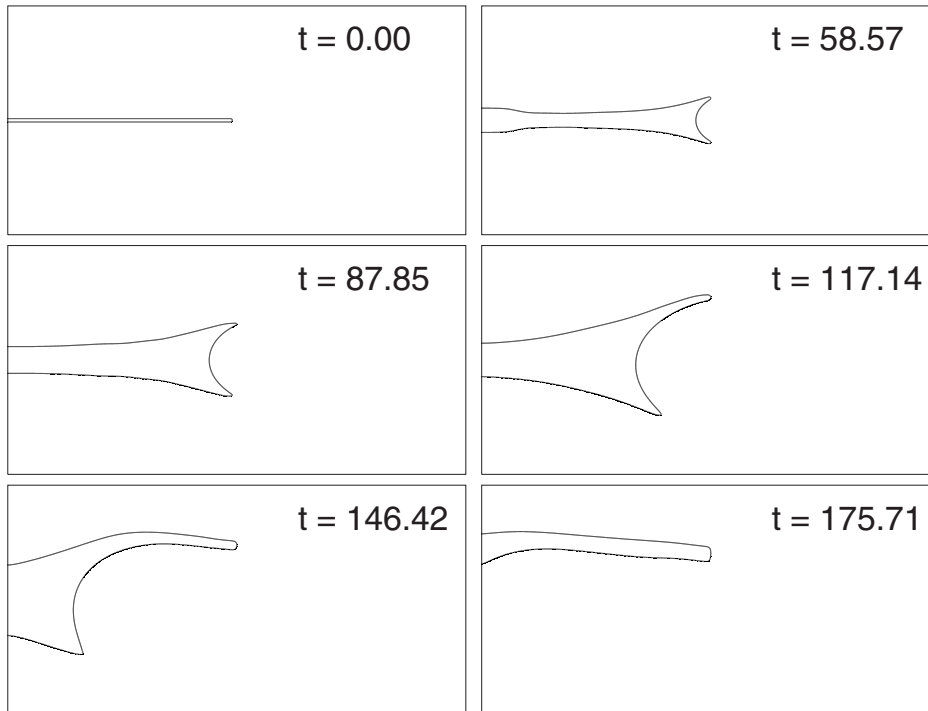 t = 0.00
t = 58.57
t = 87.85
t = 117.14
t = 146.42
t = 175.71